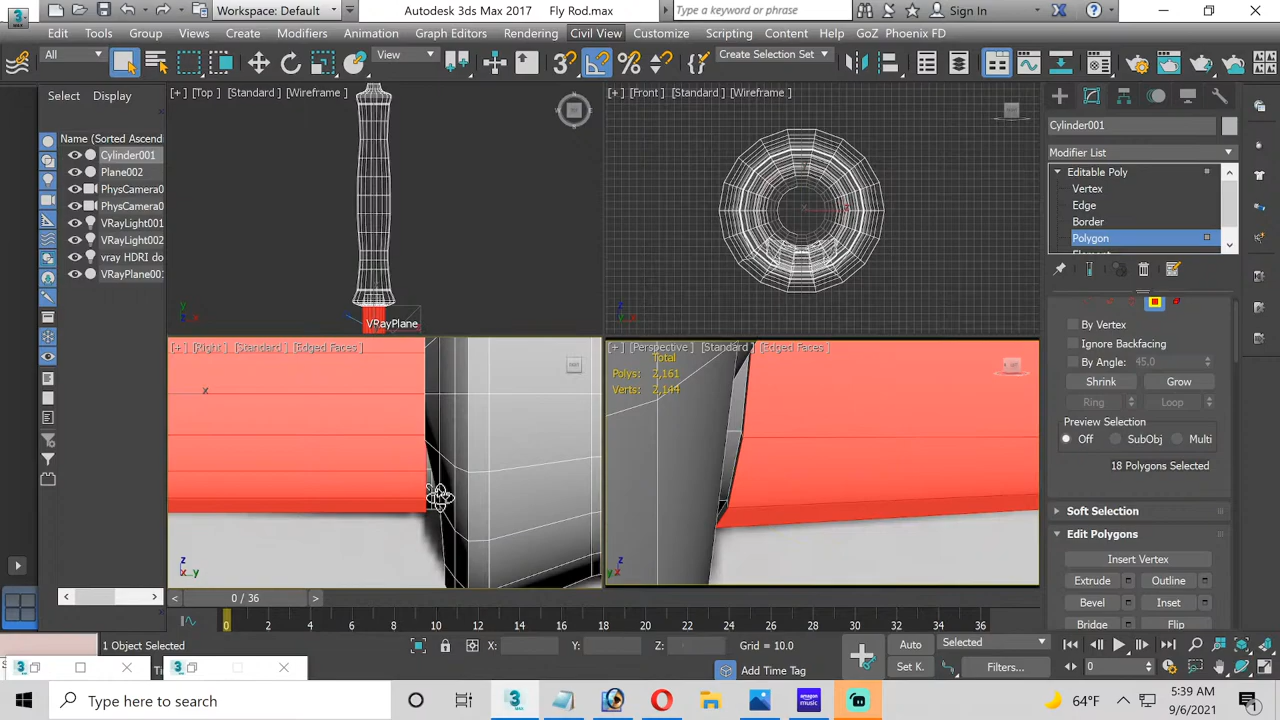 Workspace: Default
Autodesk 3ds Max 2017    Fly Rod.max
Type a keyword or phrase
Sign In
Edit Tools Group Views Create Modifiers Animation Graph Editors Rendering Civil View Customize Scripting Content Help GoZ Phoenix FD
All
View
Create Selection Set
Select Display
[+] [Top] [Standard] [Wireframe]
[+] [Front] [Standard] [Wireframe]
Name (Sorted Ascend
Cylinder001
Plane002
PhysCamera0
PhysCamera0
VRayLight001
VRayLight002
vray HDRI do
VRayPlane00
VRayPlane
[+] [Right] [Standard] [Edged Faces]
[+] [Perspective] [Standard] [Edged Faces]
Total
Polys: 2,161
Verts: 2,144
Cylinder001
Modifier List
Editable Poly
Vertex
Edge
Border
Polygon
By Vertex
Ignore Backfacing
By Angle: 45.0
Shrink Grow
Ring Loop
Preview Selection
Off SubObj Multi
18 Polygons Selected
Soft Selection
Edit Polygons
Insert Vertex
Extrude Outline
Bevel Inset
Bridge Flip
0 / 36
0 2 4 6 8 10 12 14 16 18 20 22 24 26 28 30 32 34 36
1 Object Selected
X: Y: Z: Grid = 10.0
Auto Selected
Add Time Tag
Set K. Filters...
0
Type here to search
64°F
5:39 AM
9/6/2021